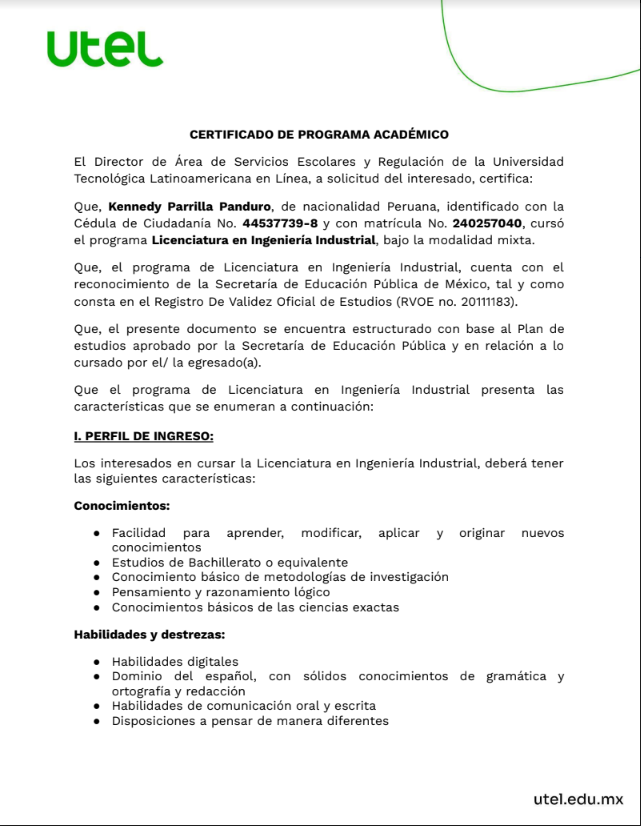 utel
CERTIFICADO DE PROGRAMA ACADÉMICO
El Director de Área de Servicios Escolares y Regulación de la Universidad
Tecnológica Latinoamericana en Línea, a solicitud del interesado, certifica:
Que, Kennedy Parrilla Panduro, de nacionalidad Peruana, identificado con la
Cédula de Ciudadanía No. 44537739-8 y con matrícula No. 240257040, cursó
el programa Licenciatura en Ingeniería Industrial, bajo la modalidad mixta.
Que, el programa de Licenciatura en Ingeniería Industrial, cuenta con el
reconocimiento de la Secretaría de Educación Pública de México, tal y como
consta en el Registro De Validez Oficial de Estudios (RVOE no. 20111183).
Que, el presente documento se encuentra estructurado con base al Plan de
estudios aprobado por la Secretaría de Educación Pública y en relación a lo
cursado por el/ la egresado(a).
Que el programa de Licenciatura en Ingeniería Industrial presenta las
características que se enumeran a continuación:
I. PERFIL DE INGRESO:
Los interesados en cursar la Licenciatura en Ingeniería Industrial, deberá tener
las siguientes características:
Conocimientos:
● Facilidad para aprender, modificar, aplicar y originar nuevos
conocimientos
● Estudios de Bachillerato o equivalente
● Conocimiento básico de metodologías de investigación
● Pensamiento y razonamiento lógico
● Conocimientos básicos de las ciencias exactas
Habilidades y destrezas:
● Habilidades digitales
● Dominio del español, con sólidos conocimientos de gramática y
ortografía y redacción
● Habilidades de comunicación oral y escrita
● Disposiciones a pensar de manera diferentes
utel.edu.mx